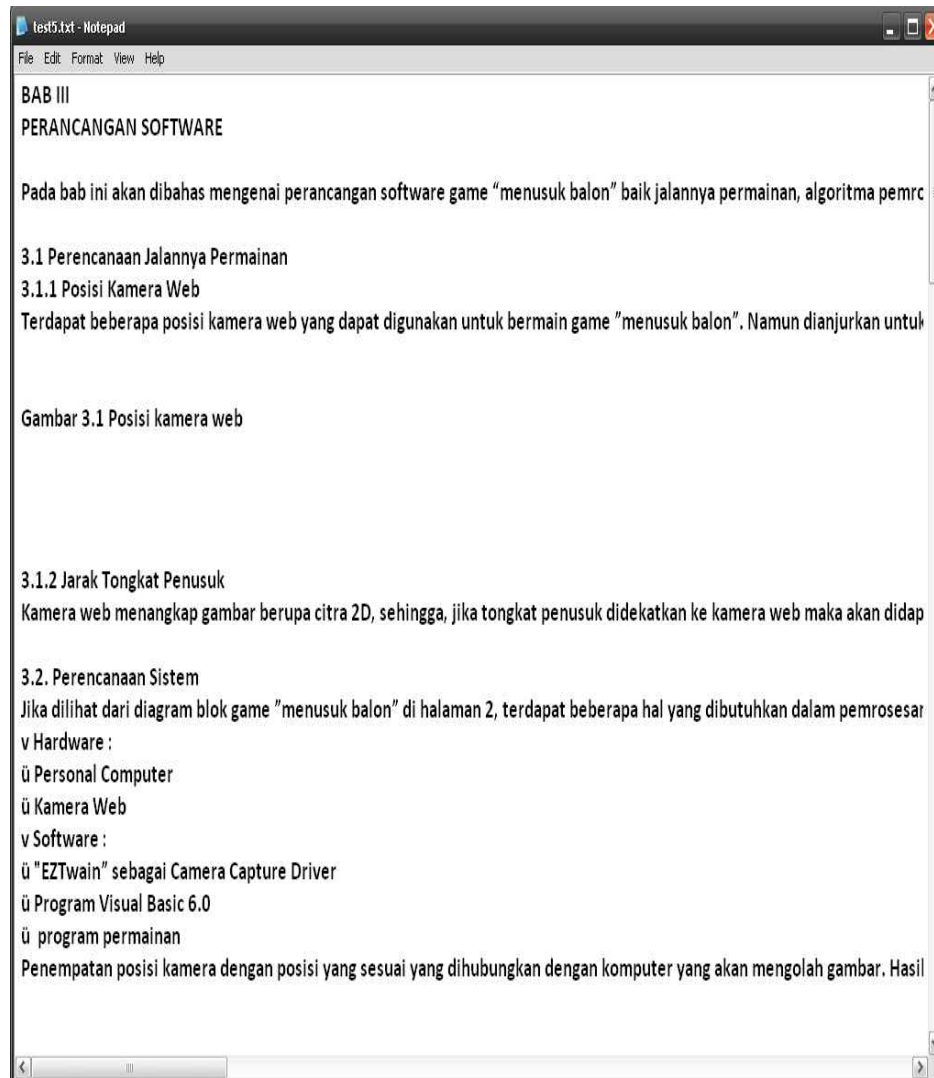 test5.txt - Notepad
File Edit Format View Help
BAB III
PERANCANGAN SOFTWARE
Pada bab ini akan dibahas mengenai perancangan software game “menusuk balon” baik jalannya permainan, algoritma pemrc
3.1 Perencanaan Jalannya Permainan
3.1.1 Posisi Kamera Web
Terdapat beberapa posisi kamera web yang dapat digunakan untuk bermain game ”menusuk balon”. Namun dianjurkan untuk
Gambar 3.1 Posisi kamera web
3.1.2 Jarak Tongkat Penusuk
Kamera web menangkap gambar berupa citra 2D, sehingga, jika tongkat penusuk didekatkan ke kamera web maka akan didap
3.2. Perencanaan Sistem
Jika dilihat dari diagram blok game ”menusuk balon” di halaman 2, terdapat beberapa hal yang dibutuhkan dalam pemrosesan
v Hardware :
ü Personal Computer
ü Kamera Web
v Software :
ü "EZTwain” sebagai Camera Capture Driver
ü Program Visual Basic 6.0
ü program permainan
Penempatan posisi kamera dengan posisi yang sesuai yang dihubungkan dengan komputer yang akan mengolah gambar. Hasil